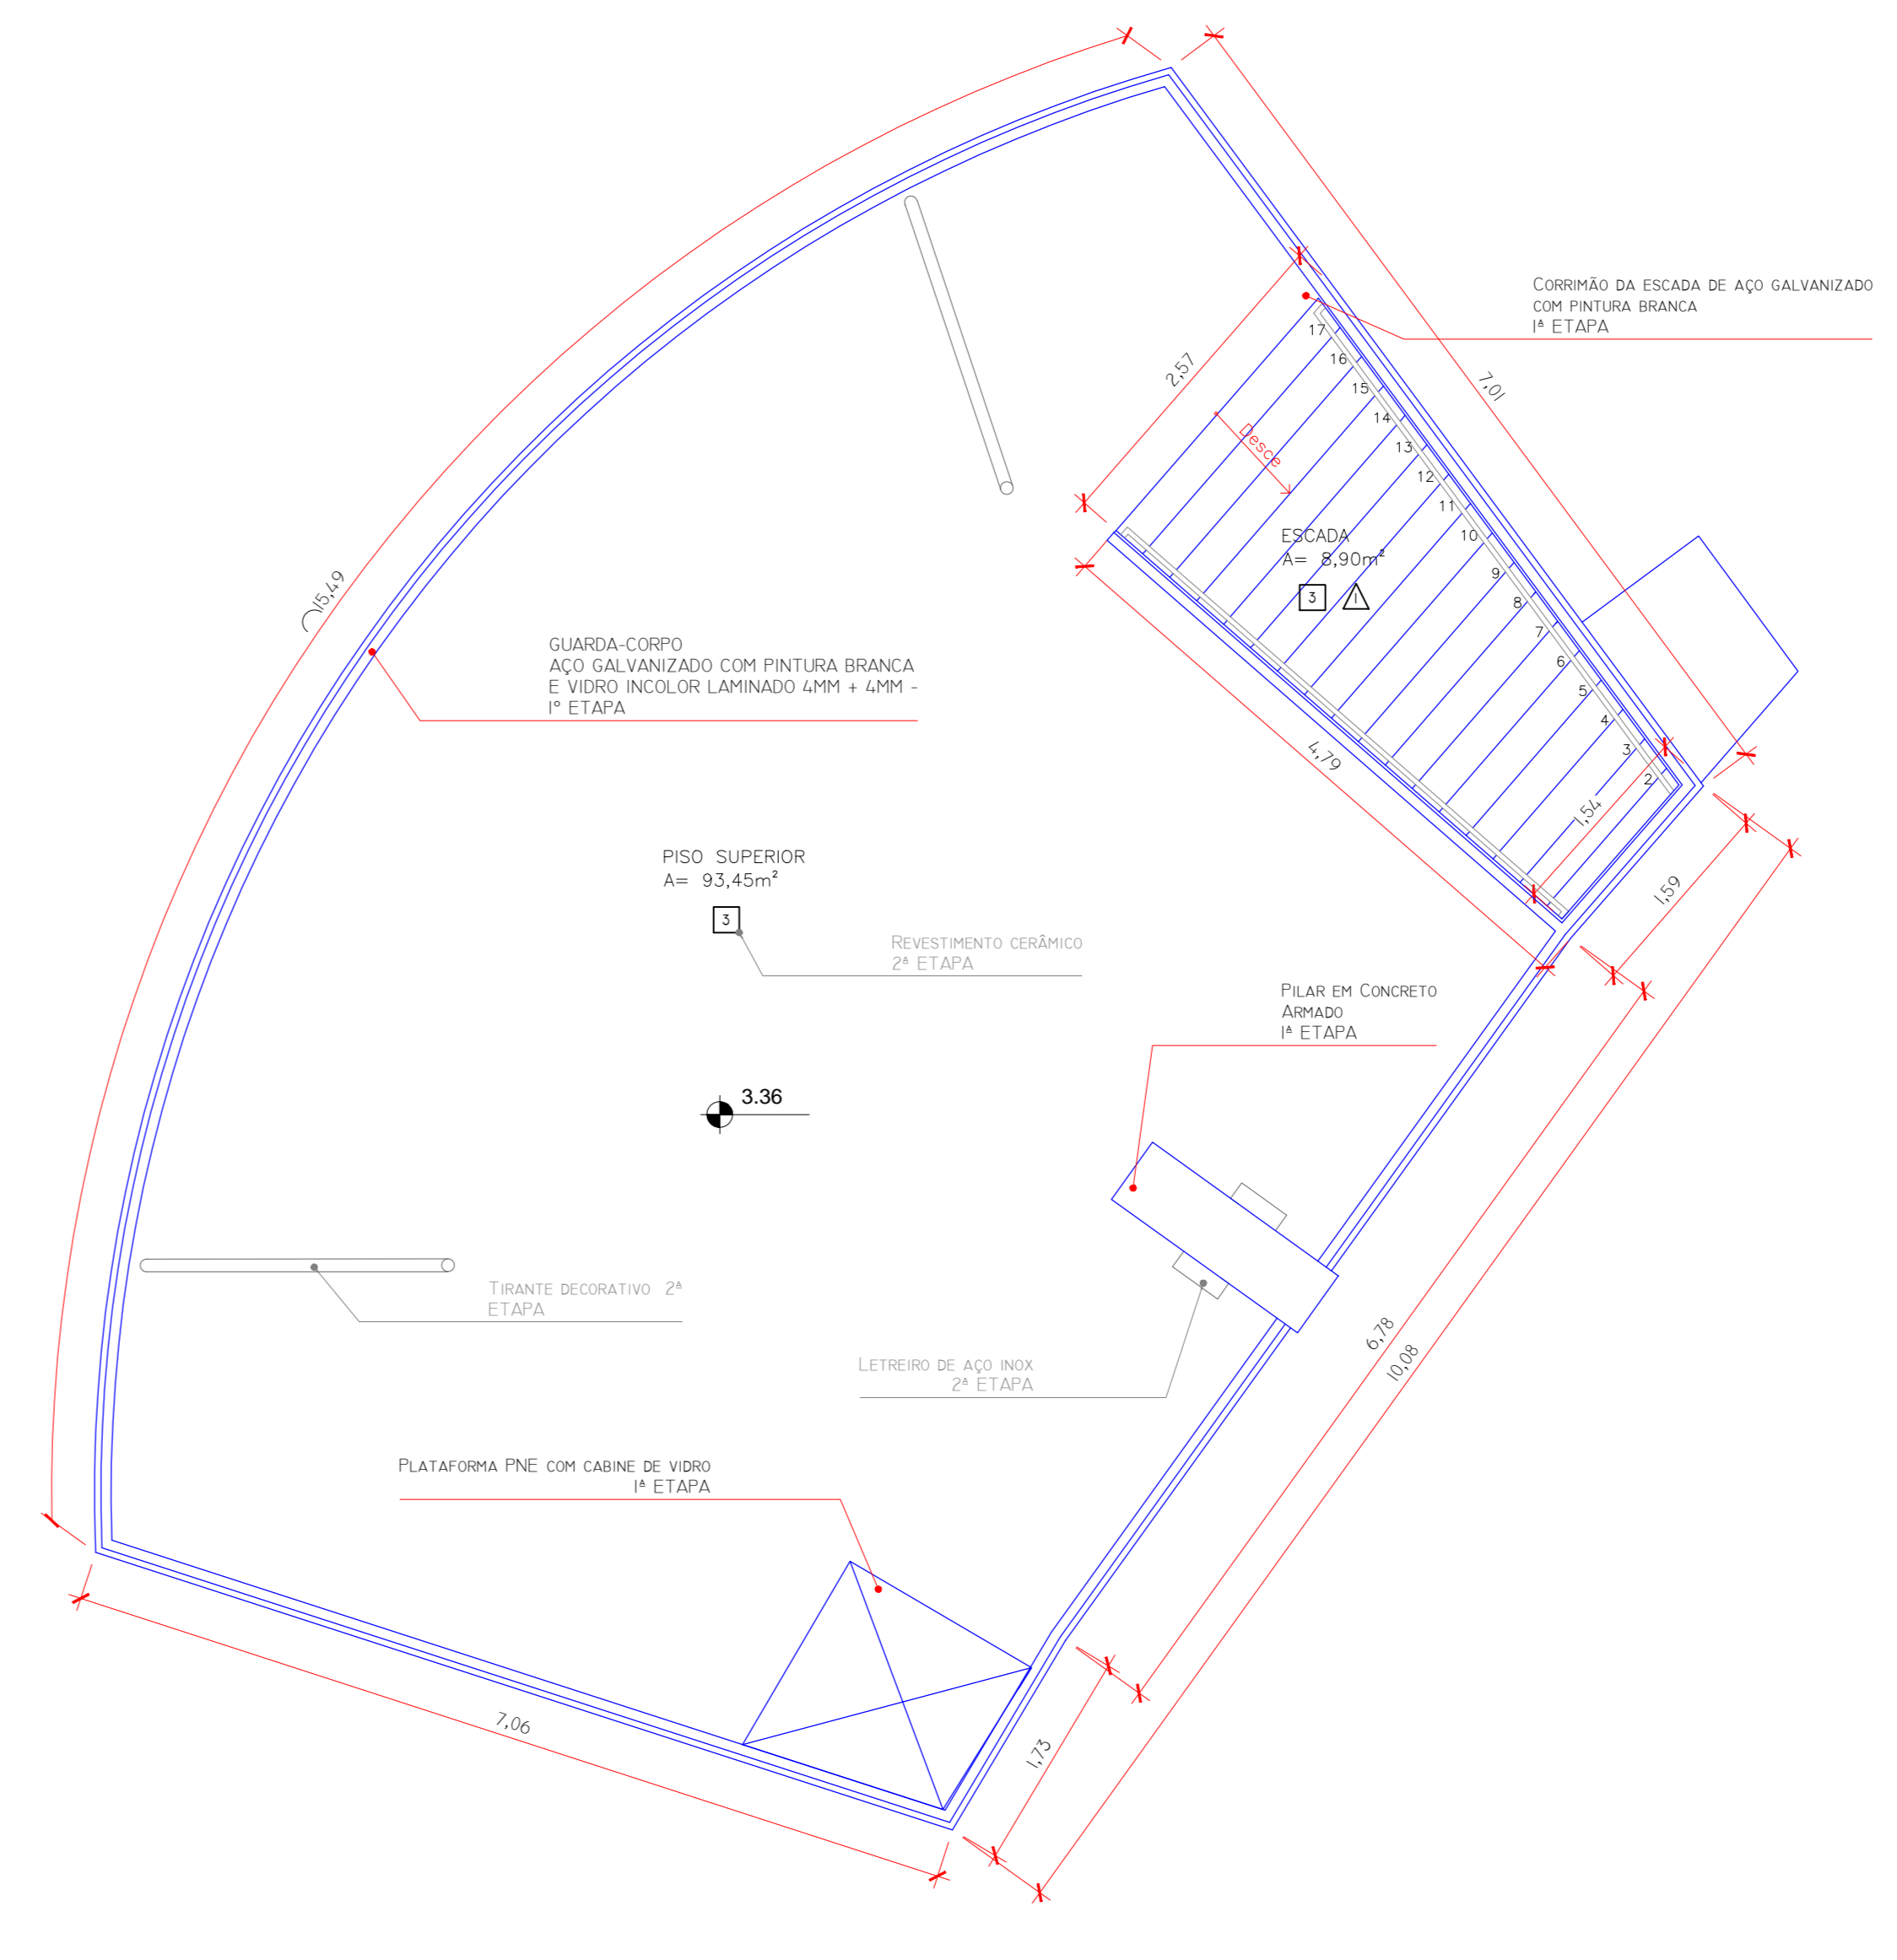 CORRIMÃO DA ESCADA DE AÇO GALVANIZADO
COM PINTURA BRANCA
1ª ETAPA
7,01
2,57
17
16
15
14
13
12
11
10
9
8
7
6
5
4
3
2
Desce
ESCADA
A= 8,90m²
3
1
15,49
GUARDA-CORPO
AÇO GALVANIZADO COM PINTURA BRANCA
E VIDRO INCOLOR LAMINADO 4MM + 4MM -
1º ETAPA
4,79
1,54
1,59
PISO SUPERIOR
A= 93,45m²
3
REVESTIMENTO CERÂMICO
2ª ETAPA
PILAR EM CONCRETO
ARMADO
1ª ETAPA
3.36
TIRANTE DECORATIVO 2ª
ETAPA
LETREIRO DE AÇO INOX
2ª ETAPA
6,78
10,08
PLATAFORMA PNE COM CABINE DE VIDRO
1ª ETAPA
7,06
1,73